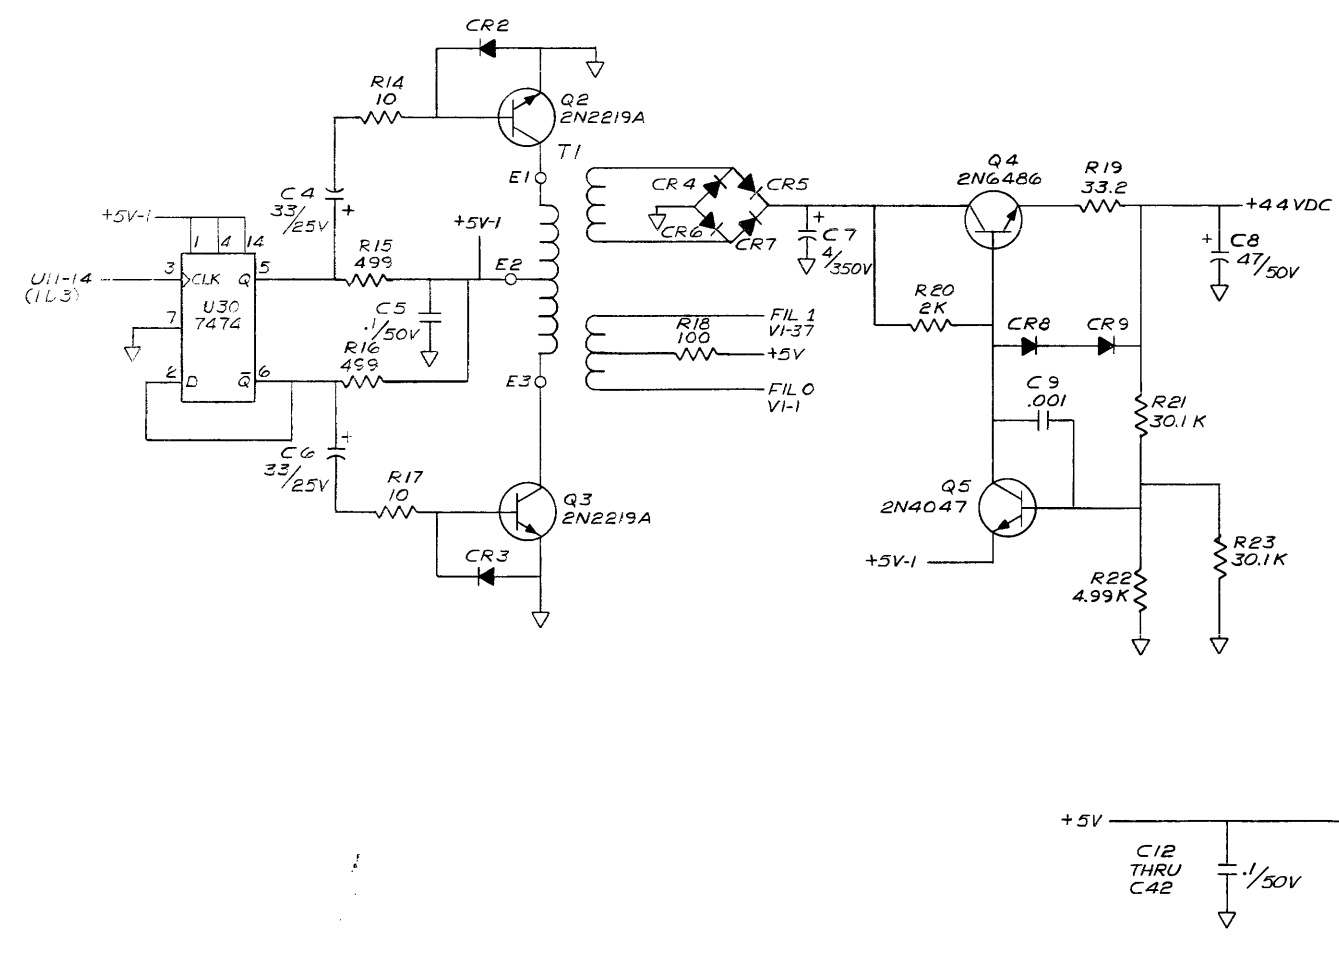 CR2
R14
10
Q2
2N2219A
T1
E1
C4
33/25V
+
+5V-1
1 4 14
+5V-1
R15
499
U11-14
3
CLK
Q
5
U30
7474
7
2
D
Q̅
6
E2
C5
.1/50V
R16
499
E3
C6
33/25V
+
R17
10
Q3
2N2219A
CR3
CR4
CR5
CR6
CR7
+
C7
4/350V
Q4
2N6486
R19
33.2
+44VDC
+
C8
47/50V
R20
2K
CR8
CR9
R18
100
FIL 1
V1-37
+5V
FIL 0
V1-1
C9
.001
R21
30.1K
Q5
2N4047
+5V-1
R22
4.99K
R23
30.1K
+5V
C12
THRU
C42
.1/50V